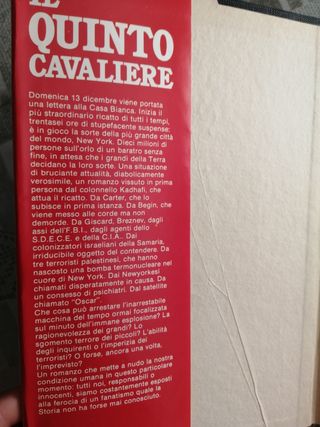 IL
QUINTO
CAVALIERE
Domenica 13 dicembre viene portata
una lettera alla Casa Bianca. Inizia il
più straordinario ricatto di tutti i tempi,
trentasei ore di stupefacente suspense:
è in gioco la sorte della più grande città
del mondo, New York. Dieci milioni di
persone sull'orlo di un baratro senza
fine, in attesa che i grandi della Terra
decidano la loro sorte. Una situazione
di bruciante attualità, diabolicamente
verosimile, un romanzo vissuto in prima
persona dal colonnello Kadhafi, che
attua il ricatto. Da Carter, che lo
subisce in prima istanza. Da Begin, che
viene messo alle corde ma non
demorde. Da Giscard, Breznev, dagli
assi dell'F.B.I., dagli agenti dello
S.D.E.C.E. e della C.I.A.. Dai
colonizzatori israeliani della Samaria,
irriducibile oggetto del contendere. Da
tre terroristi palestinesi, che hanno
nascosto una bomba termonucleare nel
cuore di New York. Dai Newyorkesi
chiamati disperatamente in causa. Da
un consesso di psichiatri. Dal satellite
chiamato "Oscar".
Che cosa può arrestare l'inarrestabile
macchina del tempo ormai focalizzata
sul minuto dell'immane esplosione? La
ragionevolezza dei grandi? Lo
sgomento terrore dei piccoli? L'abilità
degli inquirenti o l'imperizia dei
terroristi? O forse, ancora una volta,
l'imprevisto?
Un romanzo che mette a nudo la nostra
condizione umana in questo particolare
momento: tutti noi, responsabili o
innocenti, siamo costantemente esposti
alla ferocia di un fanatismo quale la
Storia non ha forse mai conosciuto.